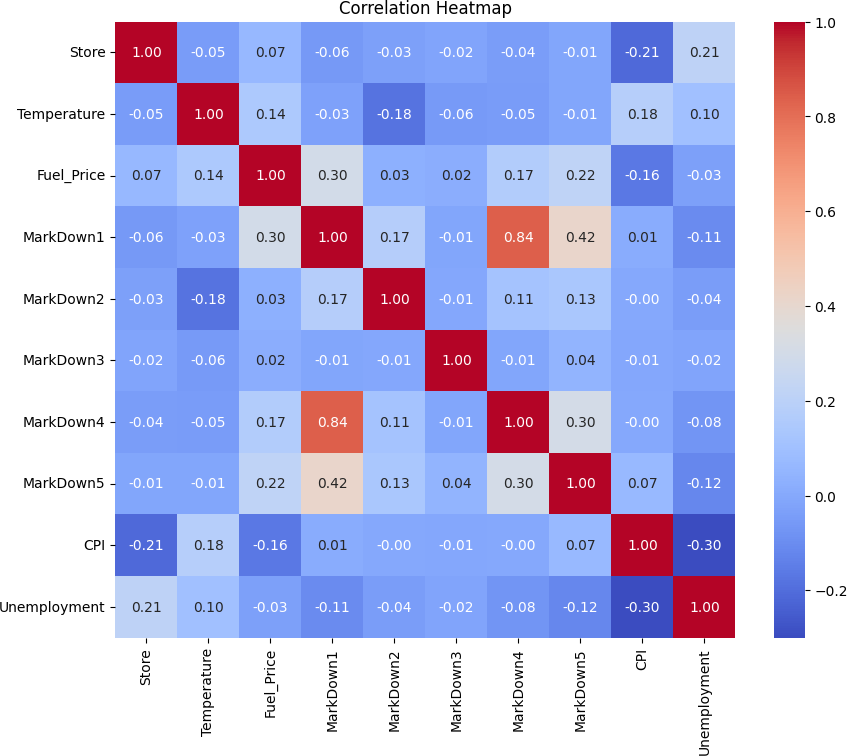 Correlation Heatmap
Store 1.00 -0.05 0.07 -0.06 -0.03 -0.02 -0.04 -0.01 -0.21 0.21
Temperature -0.05 1.00 0.14 -0.03 -0.18 -0.06 -0.05 -0.01 0.18 0.10
Fuel_Price 0.07 0.14 1.00 0.30 0.03 0.02 0.17 0.22 -0.16 -0.03
MarkDown1 -0.06 -0.03 0.30 1.00 0.17 -0.01 0.84 0.42 0.01 -0.11
MarkDown2 -0.03 -0.18 0.03 0.17 1.00 -0.01 0.11 0.13 -0.00 -0.04
MarkDown3 -0.02 -0.06 0.02 -0.01 -0.01 1.00 -0.01 0.04 -0.01 -0.02
MarkDown4 -0.04 -0.05 0.17 0.84 0.11 -0.01 1.00 0.30 -0.00 -0.08
MarkDown5 -0.01 -0.01 0.22 0.42 0.13 0.04 0.30 1.00 0.07 -0.12
CPI -0.21 0.18 -0.16 0.01 -0.00 -0.01 -0.00 0.07 1.00 -0.30
Unemployment 0.21 0.10 -0.03 -0.11 -0.04 -0.02 -0.08 -0.12 -0.30 1.00
Store
Temperature
Fuel_Price
MarkDown1
MarkDown2
MarkDown3
MarkDown4
MarkDown5
CPI
Unemployment
1.0
0.8
0.6
0.4
0.2
0.0
−0.2